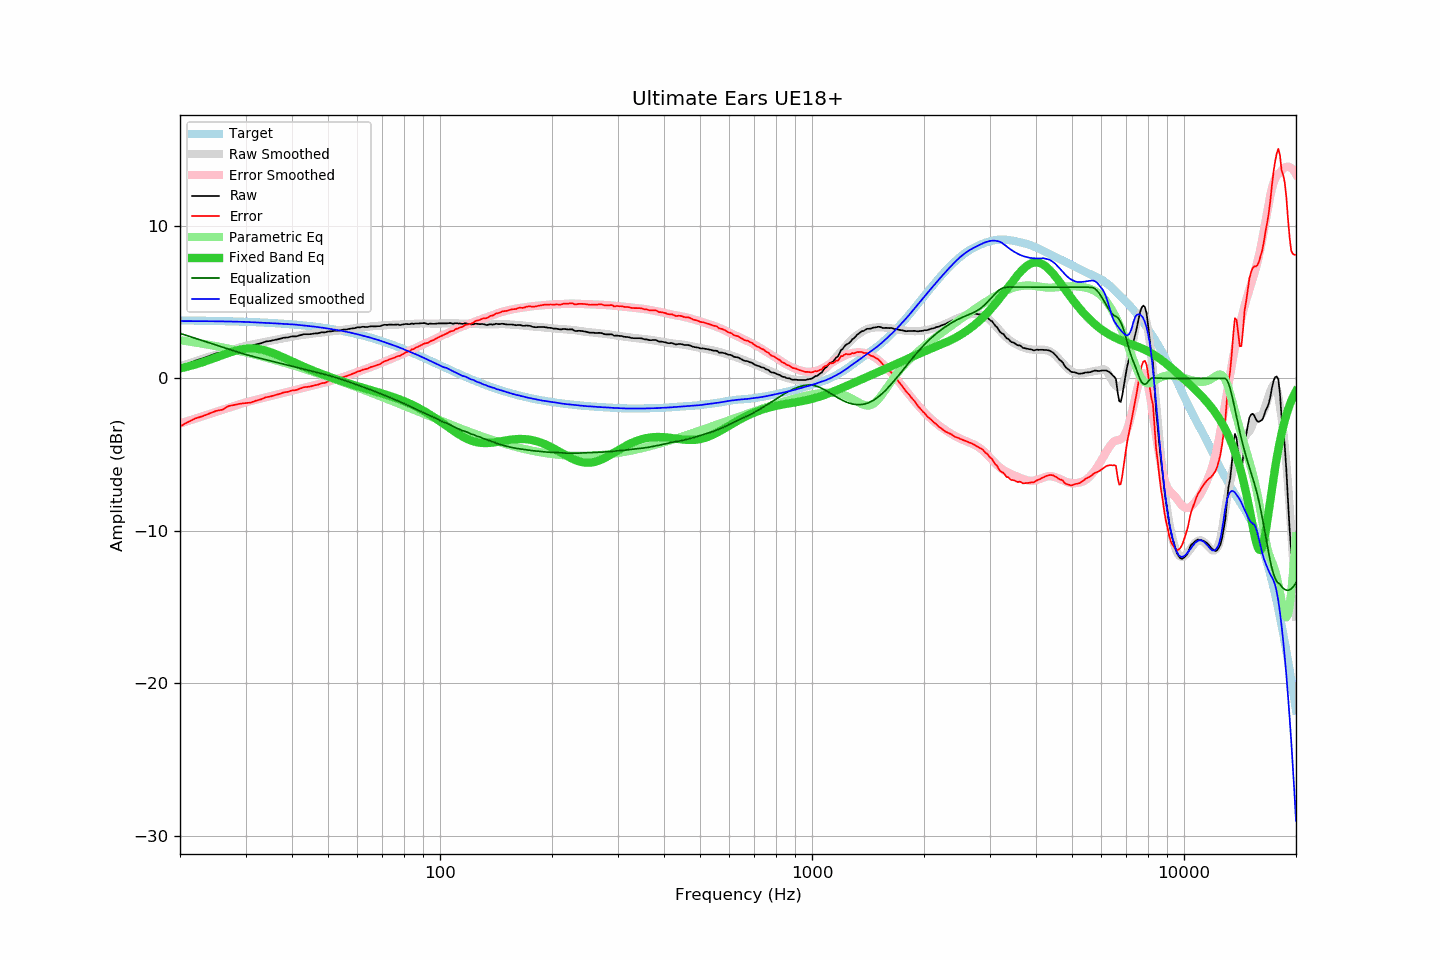 Ultimate Ears UE18+
Target
Raw Smoothed
Error Smoothed
Raw
Error
Parametric Eq
Fixed Band Eq
Equalization
Equalized smoothed
Amplitude (dBr)
10
0
−10
−20
−30
100
1000
10000
Frequency (Hz)